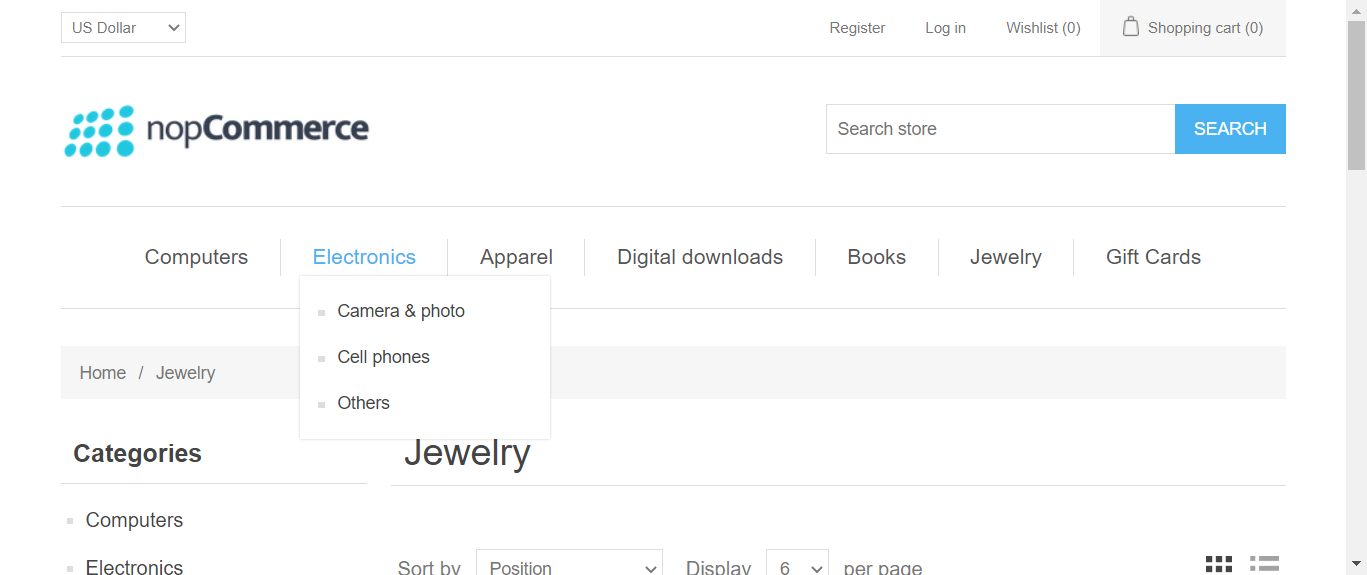 US Dollar Register Log in Wishlist (0) Shopping cart (0)
nopCommerce Search store SEARCH
Computers Electronics Apparel Digital downloads Books Jewelry Gift Cards
Camera & photo
Cell phones
Others
Home / Jewelry
Categories
Computers
Electronics
Jewelry
Sort by Position Display 6 per page